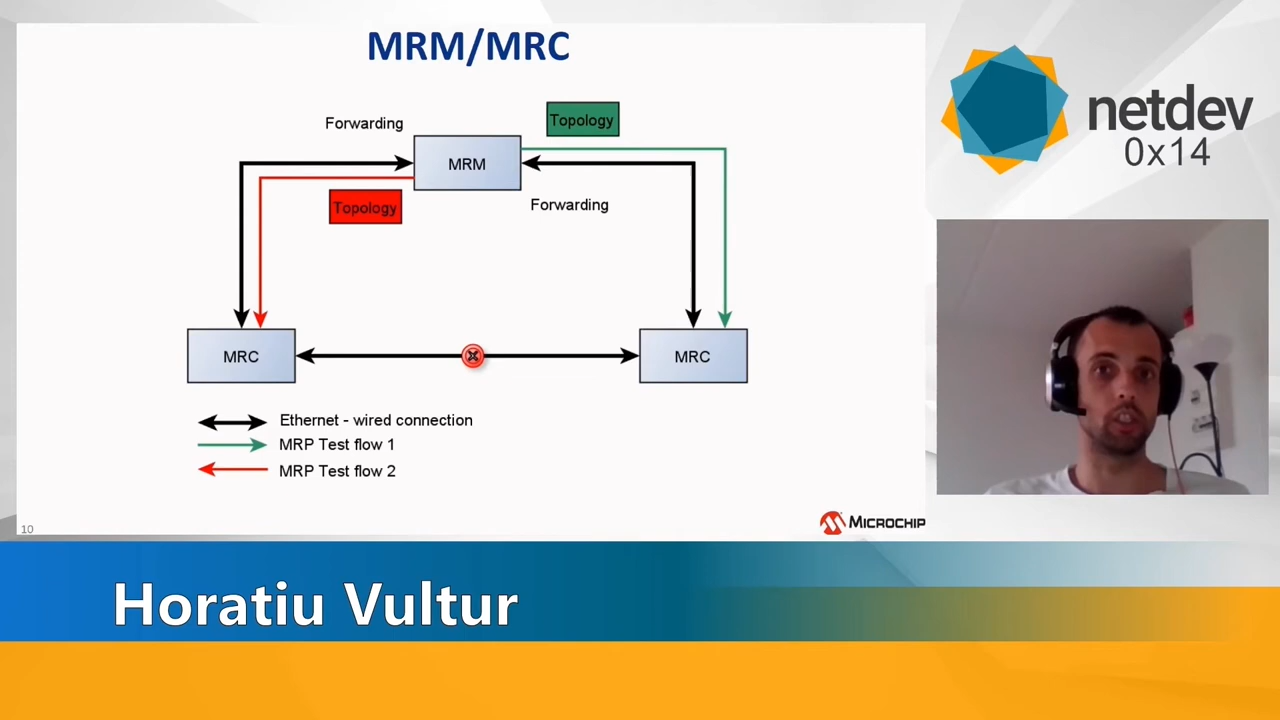 MRM/MRC
Forwarding
Topology
MRM
Topology
Forwarding
MRC
MRC
Ethernet - wired connection
MRP Test flow 1
MRP Test flow 2
10
MICROCHIP
netdev
0x14
Horatiu Vultur